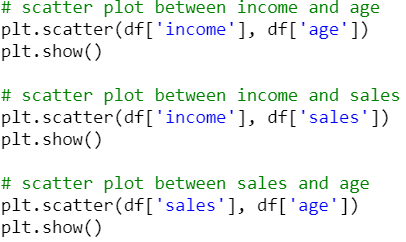 # scatter plot between income and age
plt.scatter(df['income'], df['age'])
plt.show()
# scatter plot between income and sales
plt.scatter(df['income'], df['sales'])
plt.show()
# scatter plot between sales and age
plt.scatter(df['sales'], df['age'])
plt.show()